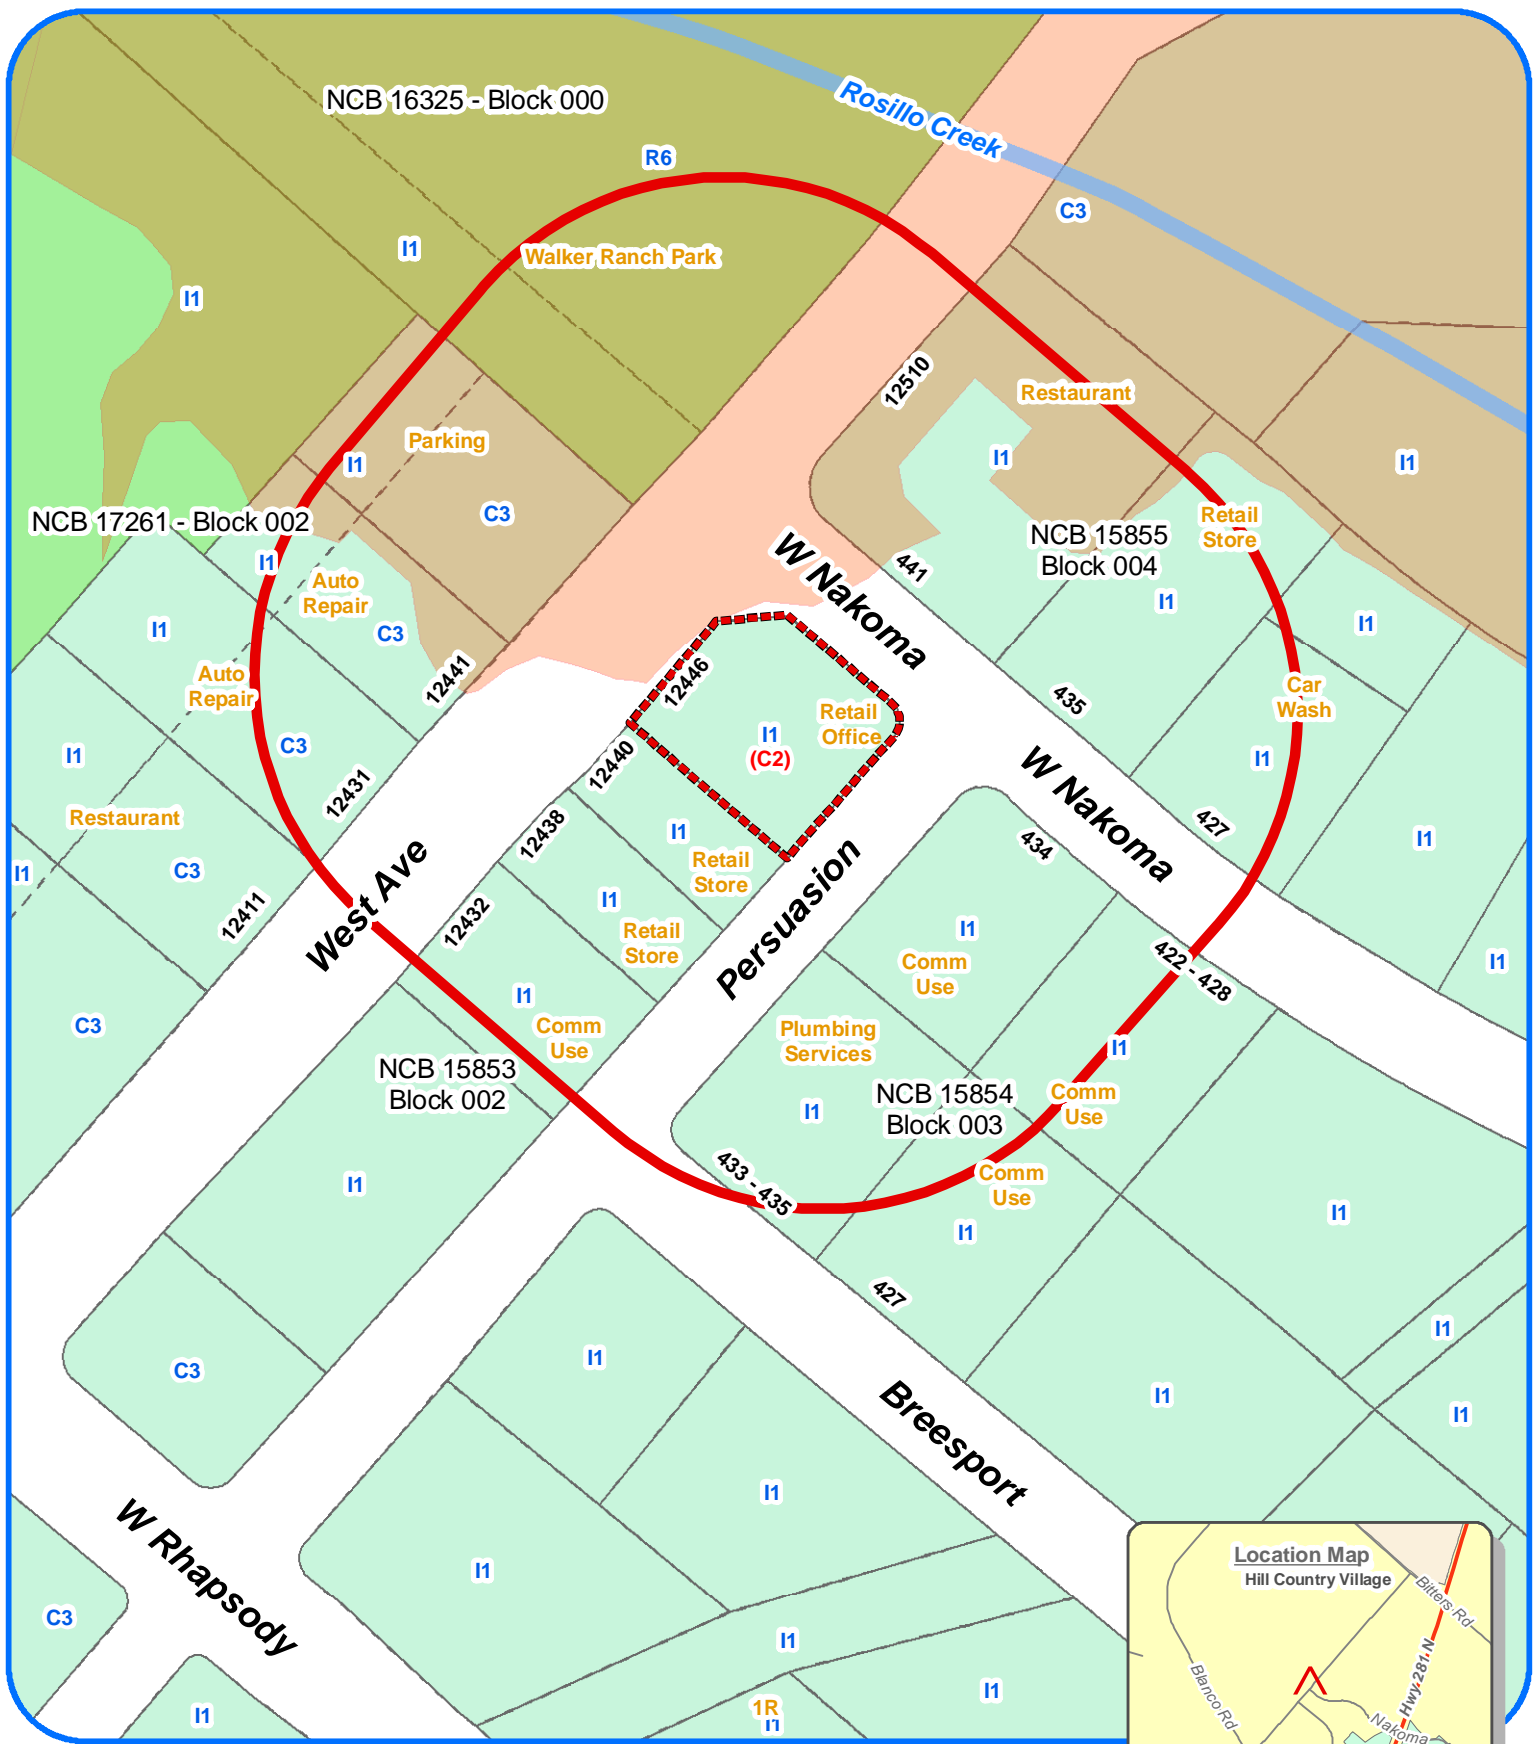 NCB 16325 - Block 000
Rosillo Creek
R6
C3
I1
Walker Ranch Park
I1
12510
Restaurant
Parking
I1
C3
I1
I1
NCB 17261 - Block 002
Retail
Store
NCB 15855
Block 004
W Nakoma
441
I1
Auto
Repair
C3
I1
I1
I1
12441
12446
Auto
Repair
435
Car
Wash
Retail
Office
I1
(C2)
C3
I1
12440
W Nakoma
I1
12431
Restaurant
12438
427
I1
Retail
Store
434
I1
C3
I1
West Ave
Persuasion
I1
12411
12432
Retail
Store
I1
Comm
Use
422 - 428
I1
I1
C3
Comm
Use
Plumbing
Services
I1
NCB 15853
Block 002
NCB 15854
Block 003
Comm
Use
I1
433 - 435
Comm
Use
I1
I1
I1
427
I1
I1
C3
I1
I1
Breesport
I1
W Rhapsody
I1
C3
I1
I1
1R
I1
I1
Location Map
Hill Country Village
Bitters Rd
Hwy 281 N
Blanco Rd
Nakoma